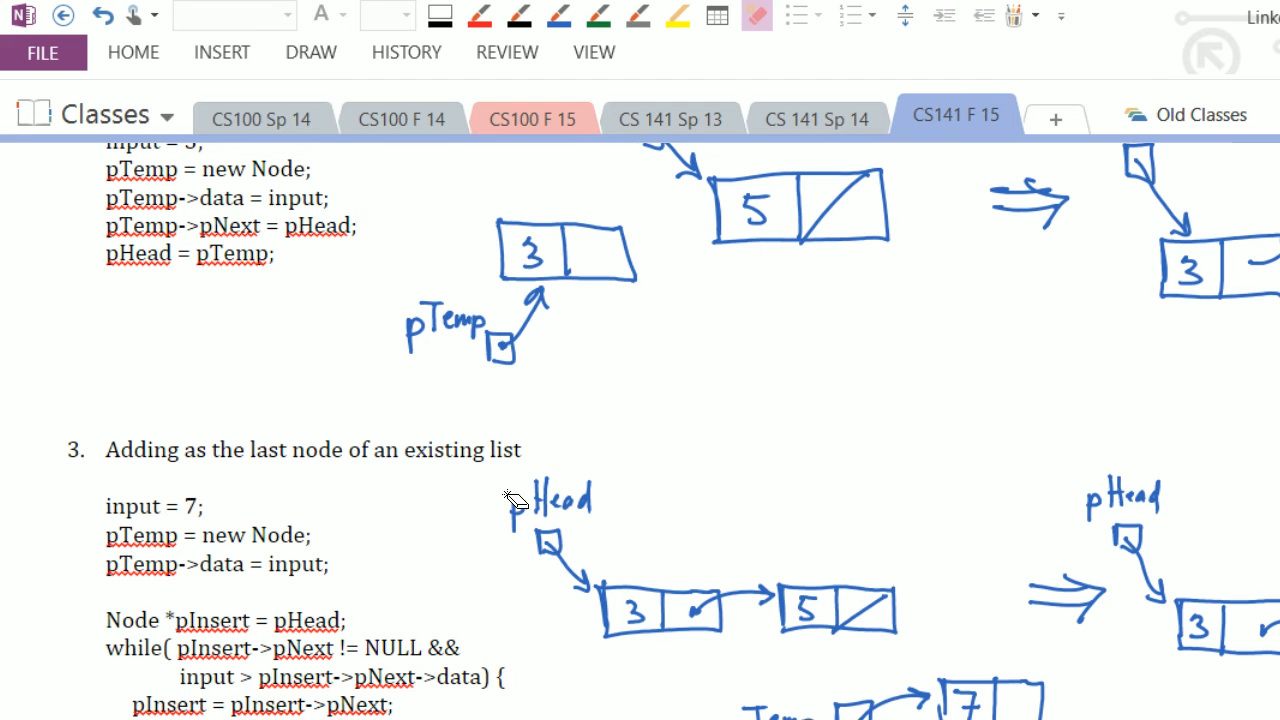 Linke
FILE HOME INSERT DRAW HISTORY REVIEW VIEW
Classes CS100 Sp 14 CS100 F 14 CS100 F 15 CS 141 Sp 13 CS 141 Sp 14 CS141 F 15 + Old Classes
pTemp = new Node;
pTemp->data = input;
pTemp->pNext = pHead;
pHead = pTemp;
5
3
3
pTemp
3. Adding as the last node of an existing list
pHead
pHead
input = 7;
pTemp = new Node;
pTemp->data = input;
3 5
3
Node *pInsert = pHead;
while( pInsert->pNext != NULL &&
input > pInsert->pNext->data) {
pInsert = pInsert->pNext;
7